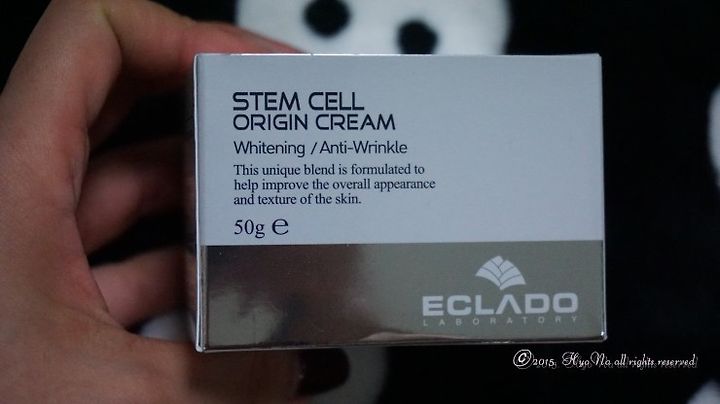 STEM CELL
ORIGIN CREAM
Whitening / Anti-Wrinkle
This unique blend is formulated to
help improve the overall appearance
and texture of the skin.
50g ℮
ECLADO
LABORATORY
©2015. HyoNa all rights reserved